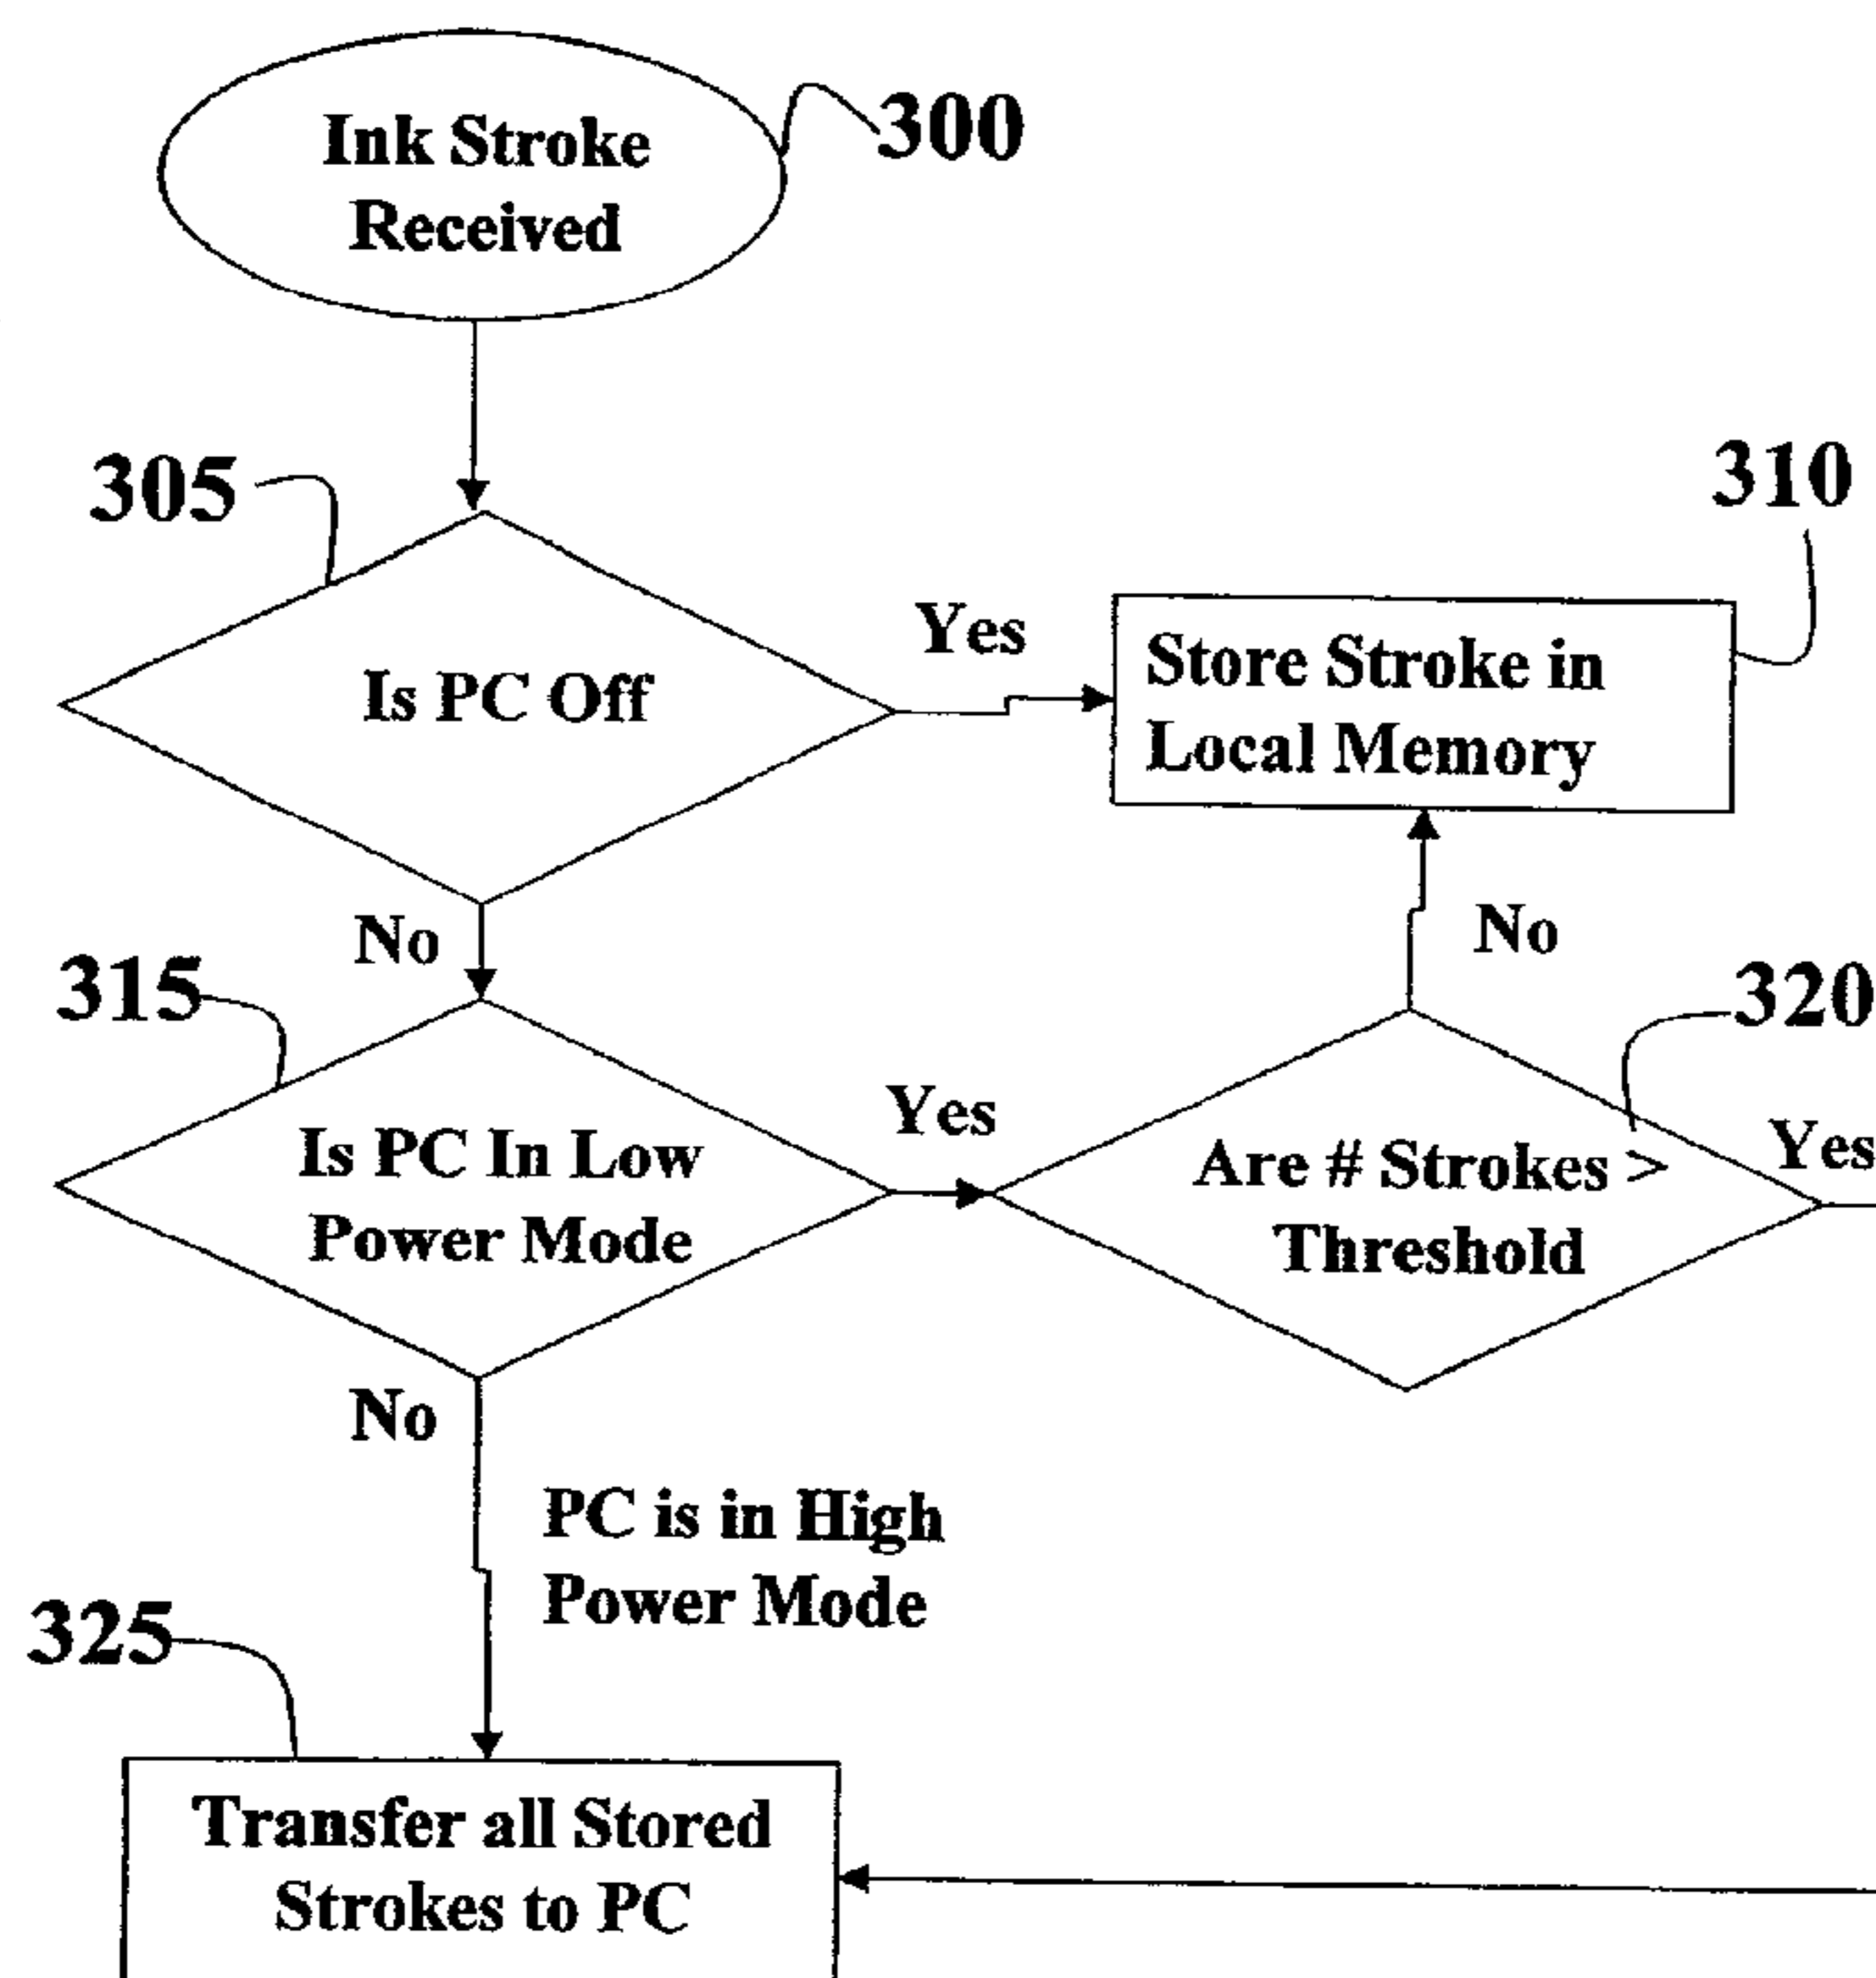 Ink Stroke
Received
300
305
Is PC Off
Yes
310
Store Stroke in
Local Memory
No
315
Is PC In Low
Power Mode
Yes
No
320
Are # Strokes >
Threshold
Yes
No
PC is in High
Power Mode
325
Transfer all Stored
Strokes to PC